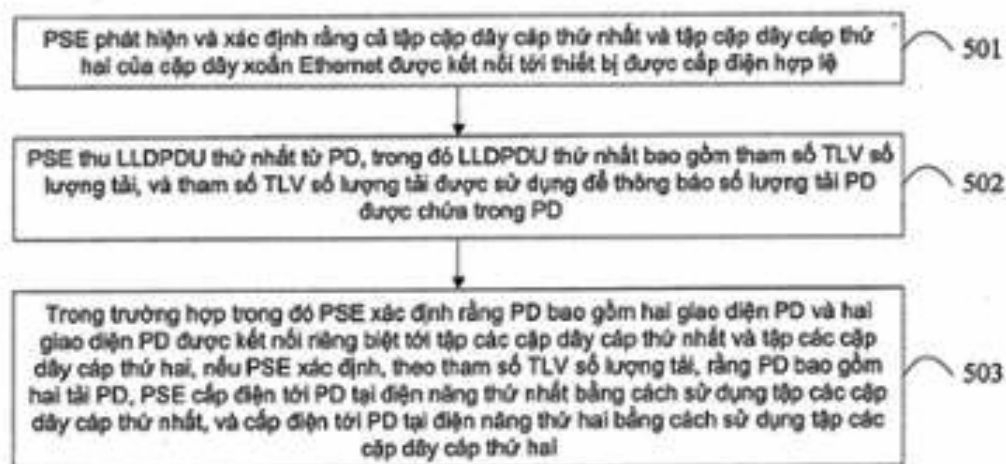 PSE phát hiện và xác định rằng cả tập cặp dây cáp thứ nhất và tập cặp dây cáp thứ
hai của cặp dây xoắn Ethernet được kết nối tới thiết bị được cấp điện hợp lệ
501
PSE thu LLDPDU thứ nhất từ PD, trong đó LLDPDU thứ nhất bao gồm tham số TLV số
lượng tải, và tham số TLV số lượng tải được sử dụng để thông báo số lượng tải PD
được chứa trong PD
502
Trong trường hợp trong đó PSE xác định rằng PD bao gồm hai giao diện PD và hai
giao diện PD được kết nối riêng biệt tới tập các cặp dây cáp thứ nhất và tập các cặp
dây cáp thứ hai, nếu PSE xác định, theo tham số TLV số lượng tải, rằng PD bao gồm
hai tải PD, PSE cấp điện tới PD tại điện năng thứ nhất bằng cách sử dụng tập các cặp
dây cáp thứ nhất, và cấp điện tới PD tại điện năng thứ hai bằng cách sử dụng tập các
cặp dây cáp thứ hai
503